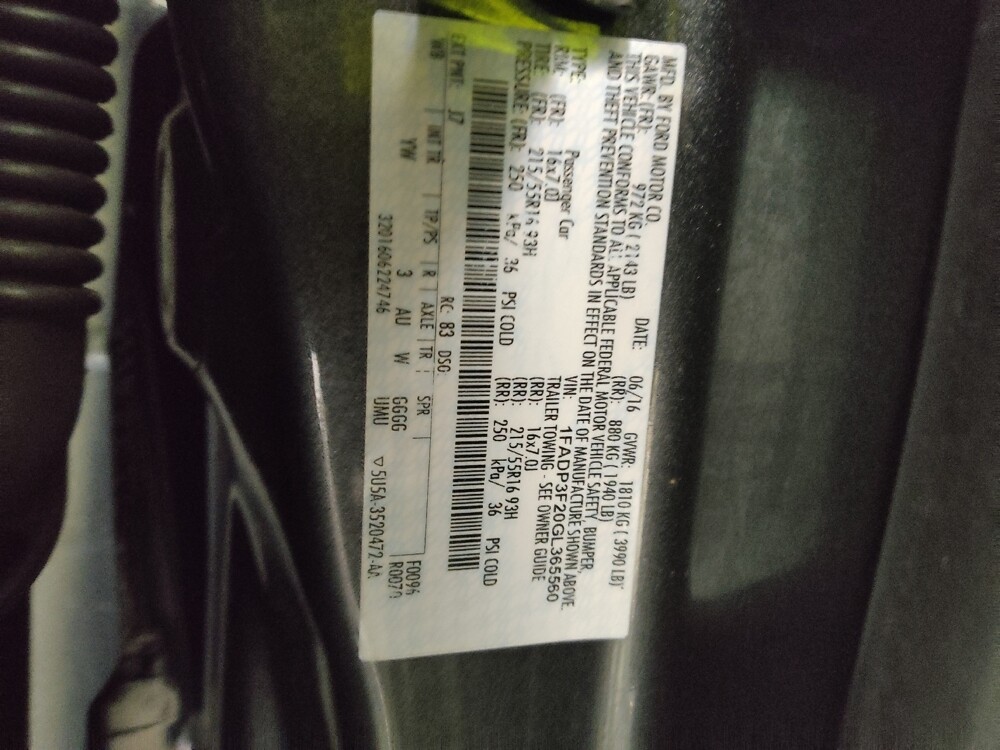 MFD. BY FORD MOTOR CO. DATE: 06/16 GVWR: 1810 KG ( 3990 LB)
GAWR: (FR): 972 KG ( 2143 LB) (RR): 880 KG ( 1940 LB)
THIS VEHICLE CONFORMS TO ALL APPLICABLE FEDERAL MOTOR VEHICLE SAFETY, BUMPER,
AND THEFT PREVENTION STANDARDS IN EFFECT ON THE DATE OF MANUFACTURE SHOWN ABOVE.
VIN: 1FADP3F20GL365560
TYPE: Passenger Car TRAILER TOWING - SEE OWNER GUIDE
RIM: (FR): 16x7.0J (RR): 16x7.0J
TIRE (FR): 215/55R16 93H (RR): 215/55R16 93H
PRESSURE (FR): 250 kPa/ 36 PSI COLD (RR): 250 kPa/ 36 PSI COLD
EXT PNT: J7 RC: 83 DSO: F0096
WB | INT TR | TP/PS | R | AXLE | TR | SPR | R0070
YW 3 AU W GGGG
UMU
3201606224746 ▽5U5A-3520472-AA